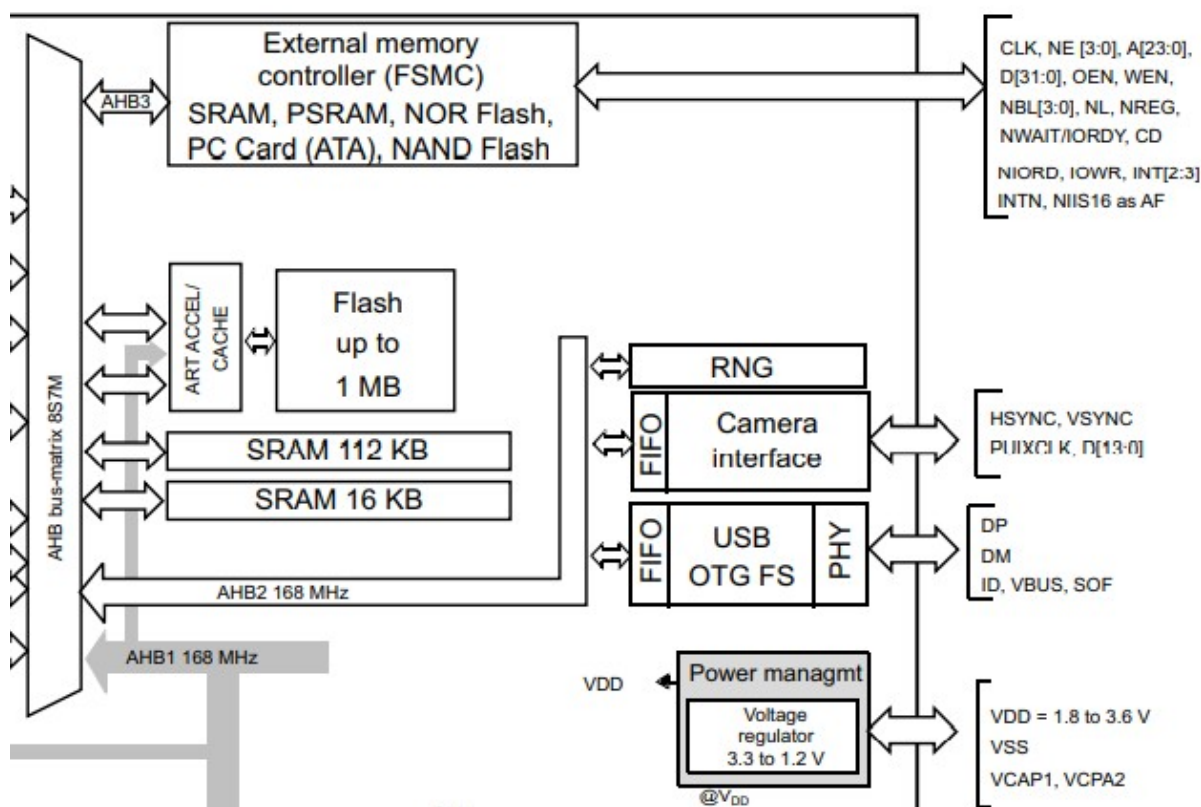 External memory
controller (FSMC)
SRAM, PSRAM, NOR Flash,
PC Card (ATA), NAND Flash
AHB3
CLK, NE [3:0], A[23:0],
D[31:0], OEN, WEN,
NBL[3:0], NL, NREG,
NWAIT/IORDY, CD
NIORD, IOWR, INT[2:3]
INTN, NIIS16 as AF
AHB bus-matrix 8S7M
ART ACCEL/
CACHE
Flash
up to
1 MB
SRAM 112 KB
SRAM 16 KB
RNG
FIFO
Camera
interface
HSYNC, VSYNC
PUIXCLK, D[13:0]
FIFO
USB
OTG FS
PHY
DP
DM
ID, VBUS, SOF
AHB2 168 MHz
AHB1 168 MHz
VDD
Power managmt
Voltage
regulator
3.3 to 1.2 V
@VDD
VDD = 1.8 to 3.6 V
VSS
VCAP1, VCPA2